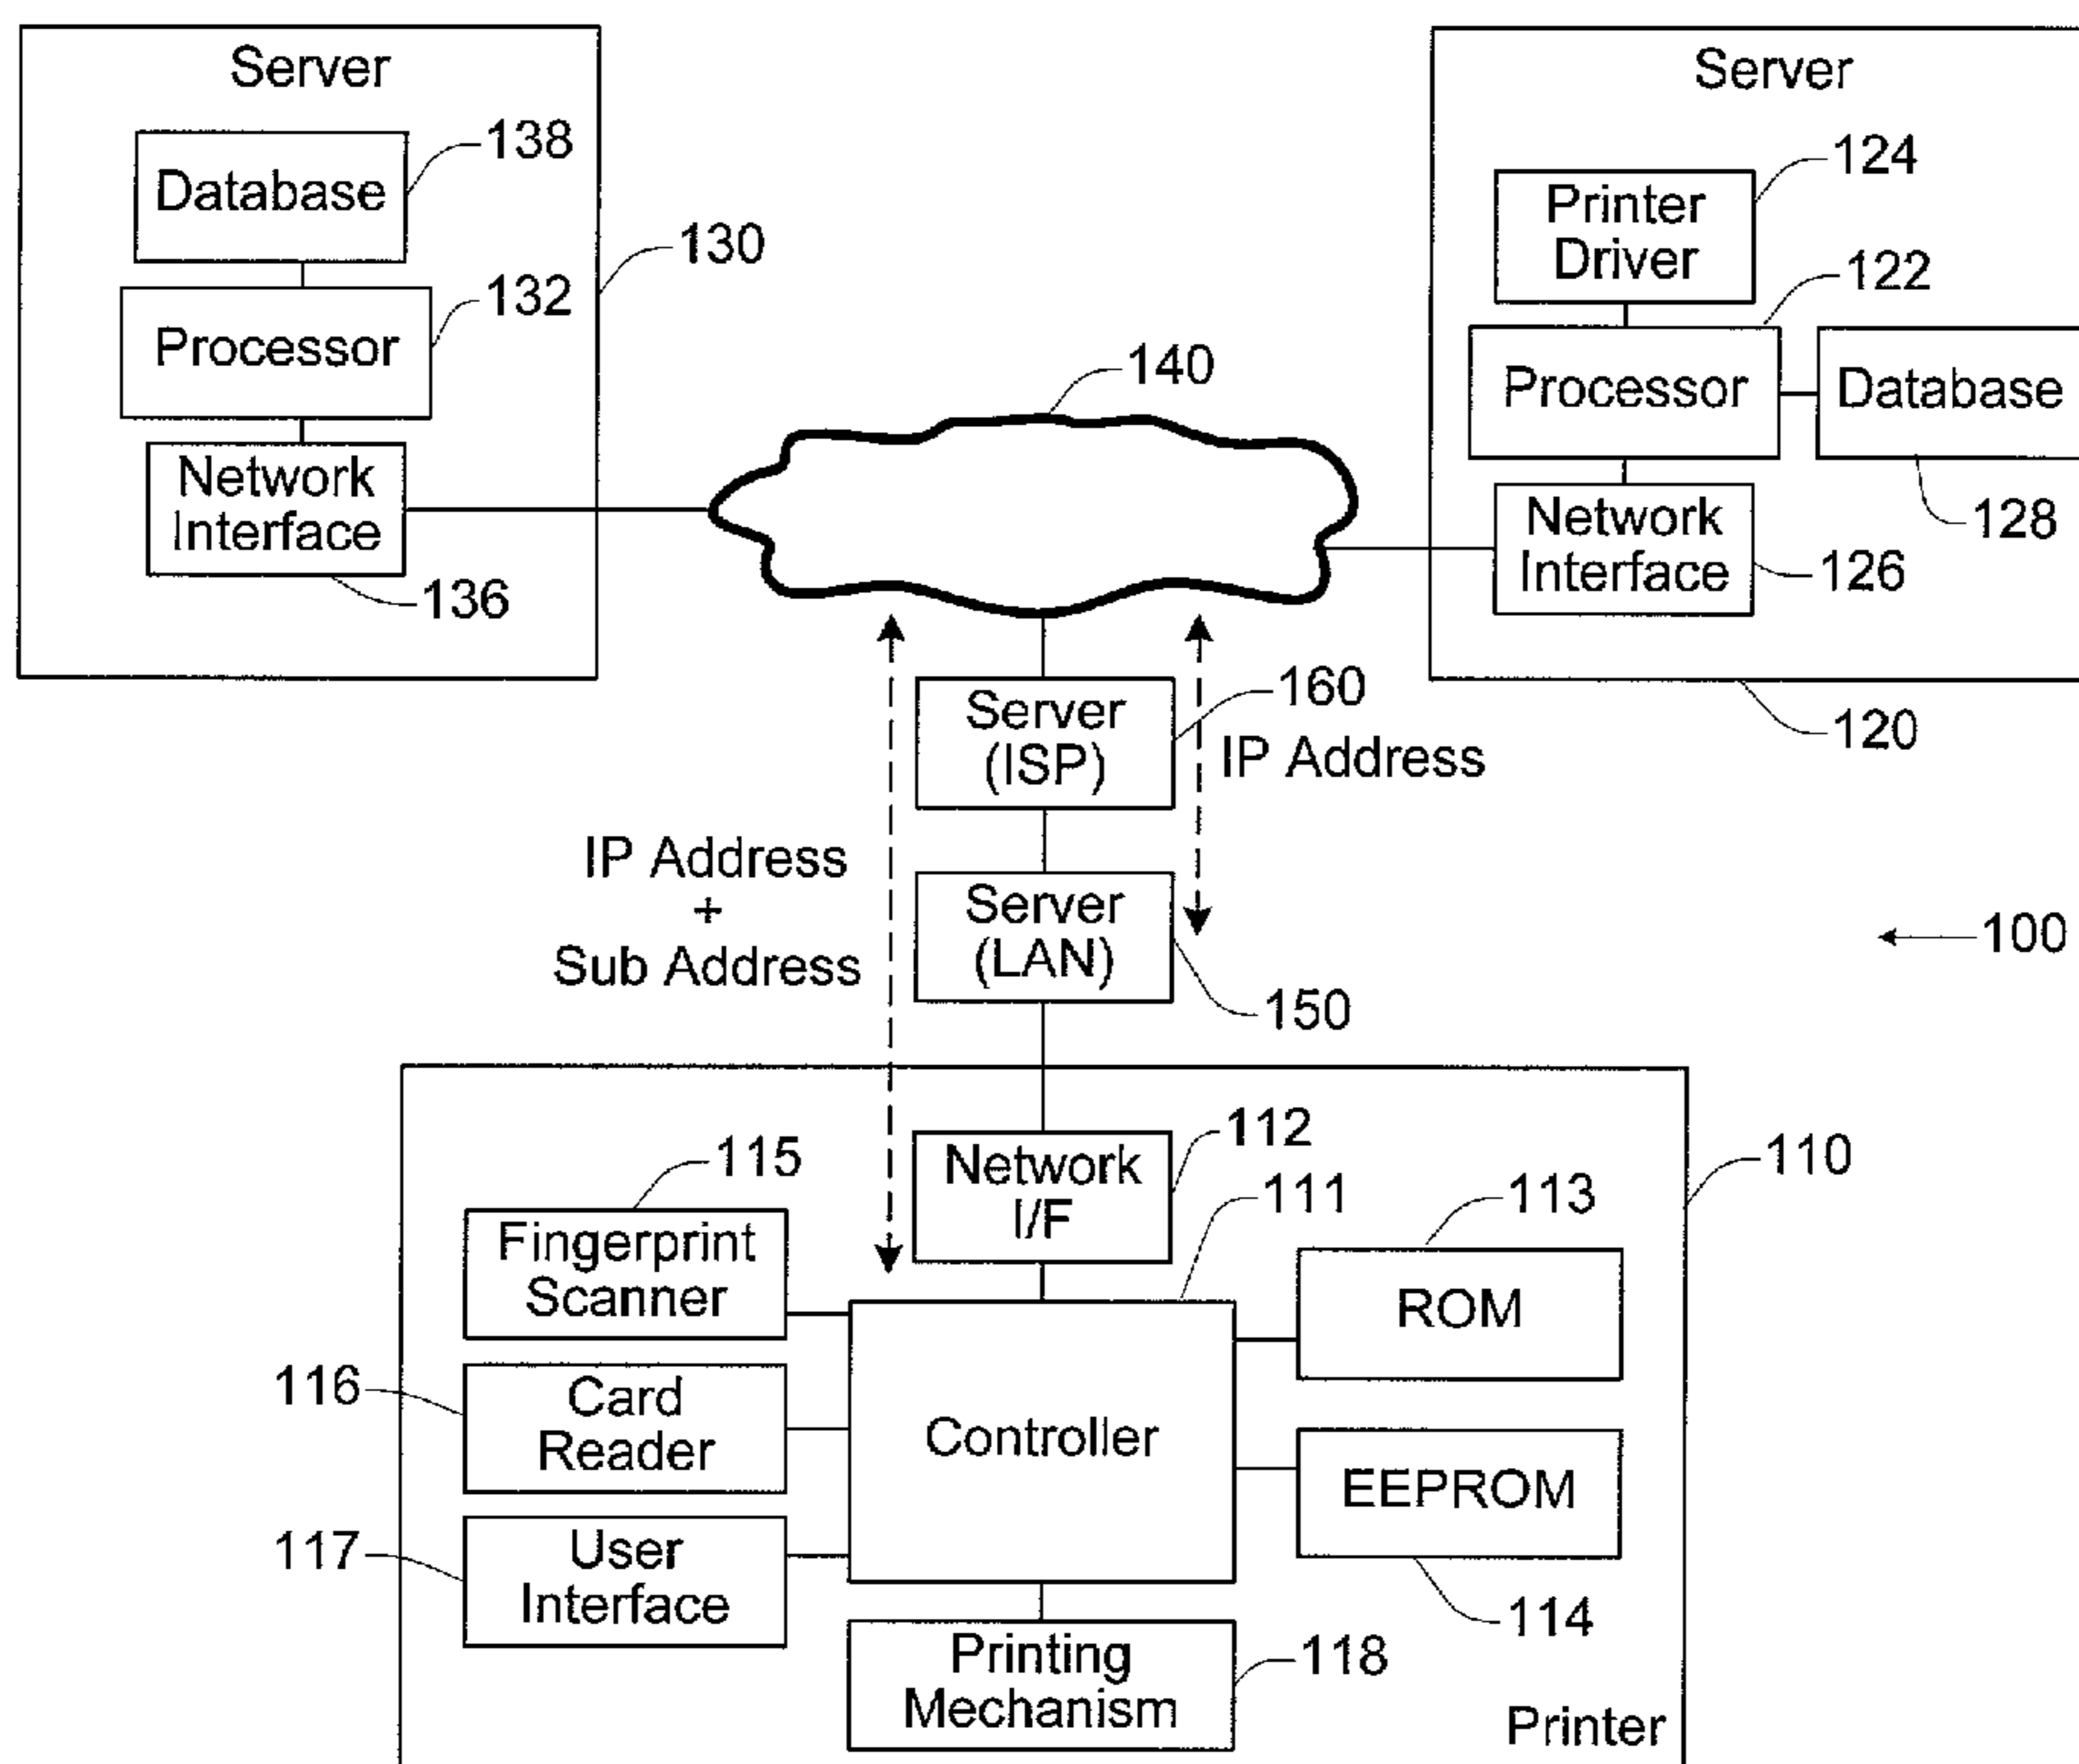 Server
138
Database
130
132
Processor
Network
Interface
136
Server
124
Printer
Driver
122
Processor
Database
128
Network
Interface
126
120
140
Server
(ISP)
160
IP Address
IP Address
+
Sub Address
Server
(LAN)
150
100
Network
I/F
112
111
110
115
Fingerprint
Scanner
113
ROM
116
Card
Reader
Controller
EEPROM
114
117
User
Interface
Printing
Mechanism
118
Printer